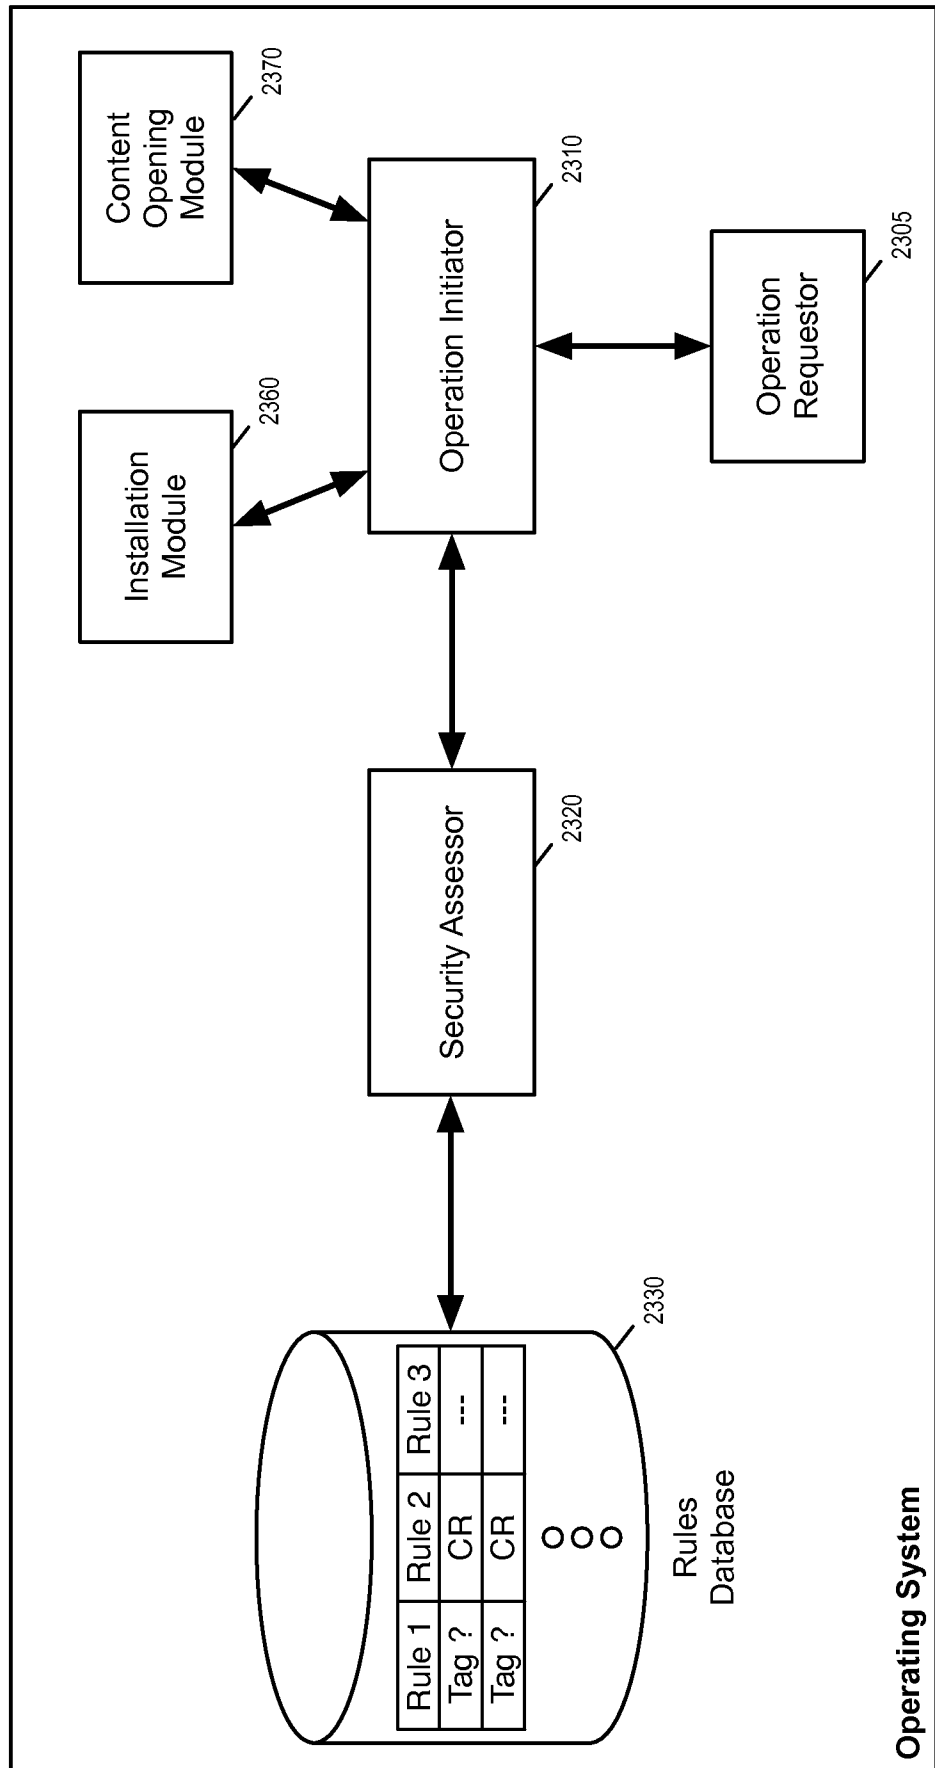 Installation
Module
2360
Content
Opening
Module
2370
Rule 1 Rule 2 Rule 3
Tag ? CR ---
Tag ? CR ---
2330
Rules
Database
Security Assessor
2320
Operation Initiator
2310
Operation
Requestor
2305
Operating System